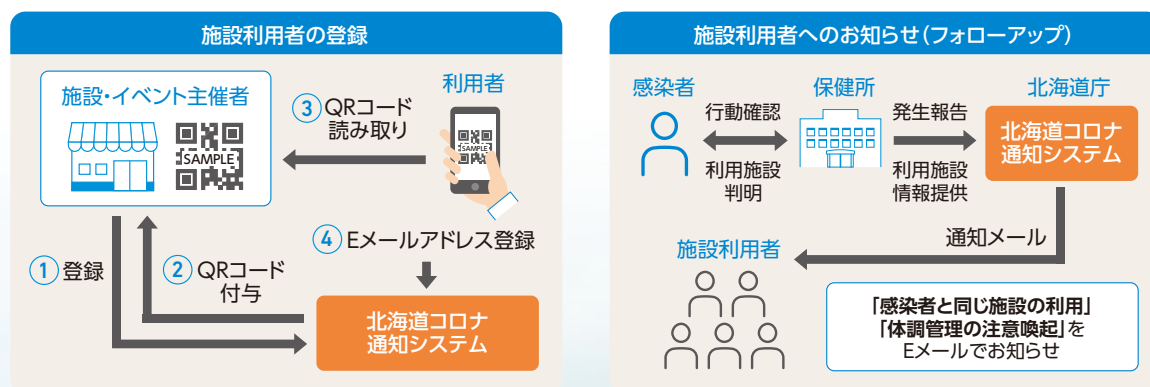 施設利用者の登録
施設・イベント主催者
SAMPLE
利用者
③QRコード
読み取り
SAMPLE
④Eメールアドレス登録
①登録
②QRコード
付与
北海道コロナ
通知システム
施設利用者へのお知らせ(フォローアップ)
感染者
行動確認
利用施設
判明
保健所
発生報告
利用施設
情報提供
北海道庁
北海道コロナ
通知システム
通知メール
施設利用者
「感染者と同じ施設の利用」
「体調管理の注意喚起」を
Eメールでお知らせ